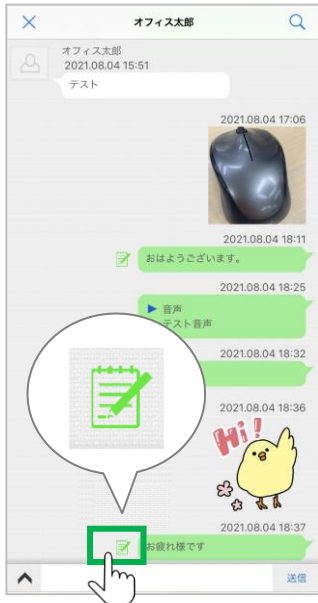 オフィス太郎
オフィス太郎
2021.08.04 15:51
テスト
2021.08.04 17:06
2021.08.04 18:11
おはようございます。
2021.08.04 18:25
音声
テスト音声
2021.08.04 18:32
2021.08.04 18:36
Hi!
2021.08.04 18:37
お疲れ様です
送信